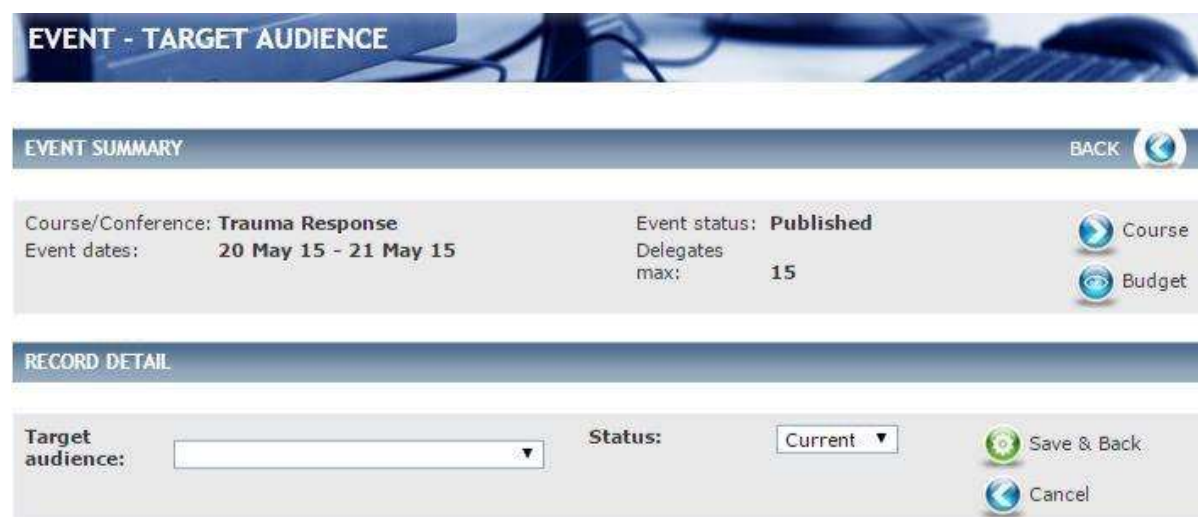 EVENT - TARGET AUDIENCE
EVENT SUMMARY
BACK
Course/Conference: Trauma Response
Event status: Published
Course
Event dates: 20 May 15 - 21 May 15
Delegates
max: 15
Budget
RECORD DETAIL
Target
audience:
Status: Current
Save & Back
Cancel